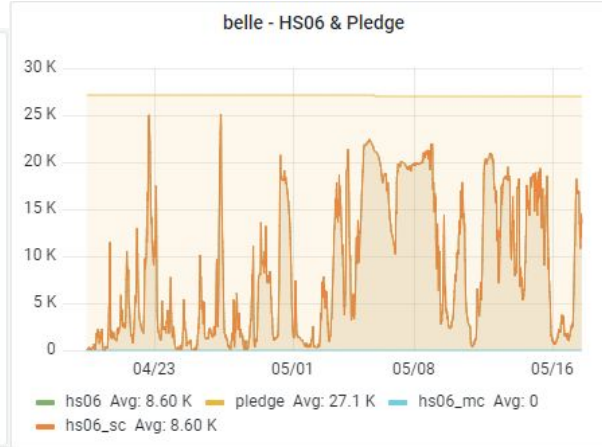 belle - HS06 & Pledge
30 K
25 K
20 K
15 K
10 K
5 K
0
04/23 05/01 05/08 05/16
hs06 Avg: 8.60 K pledge Avg: 27.1 K hs06_mc Avg: 0
hs06_sc Avg: 8.60 K